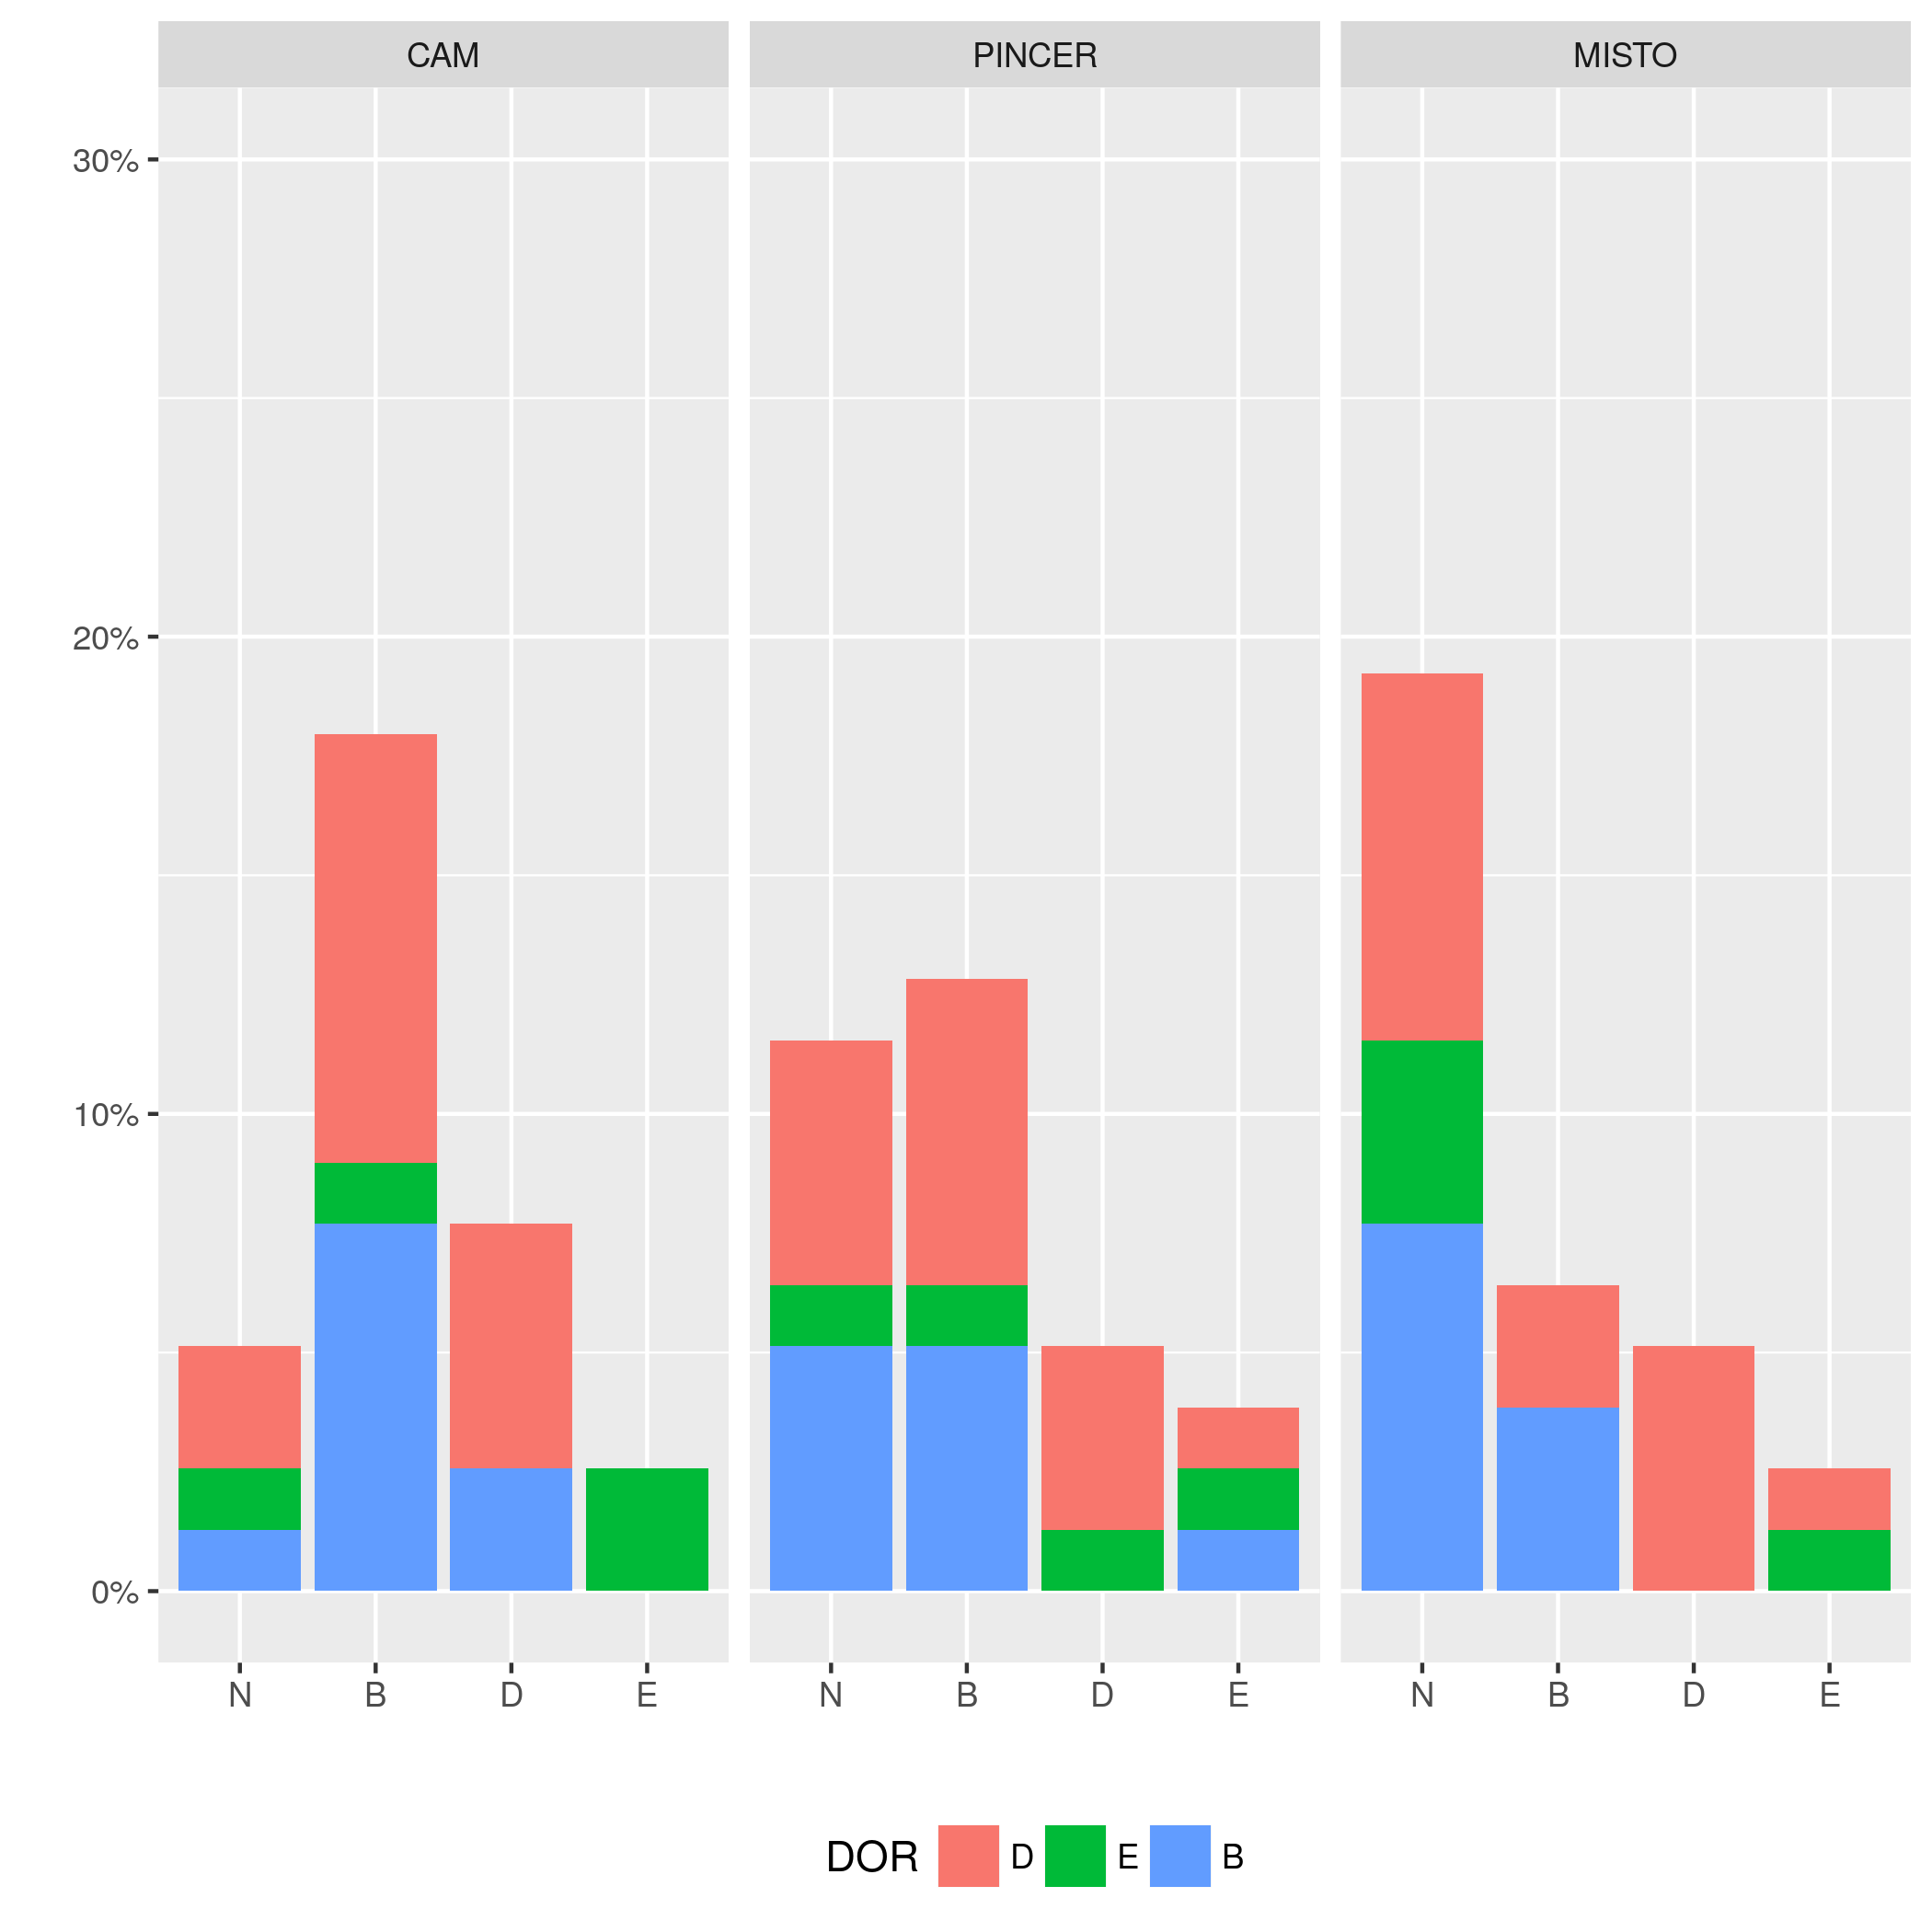 CAM PINCER MISTO
30%
20%
10%
0%
N B D E N B D E N B D E
DOR D E B